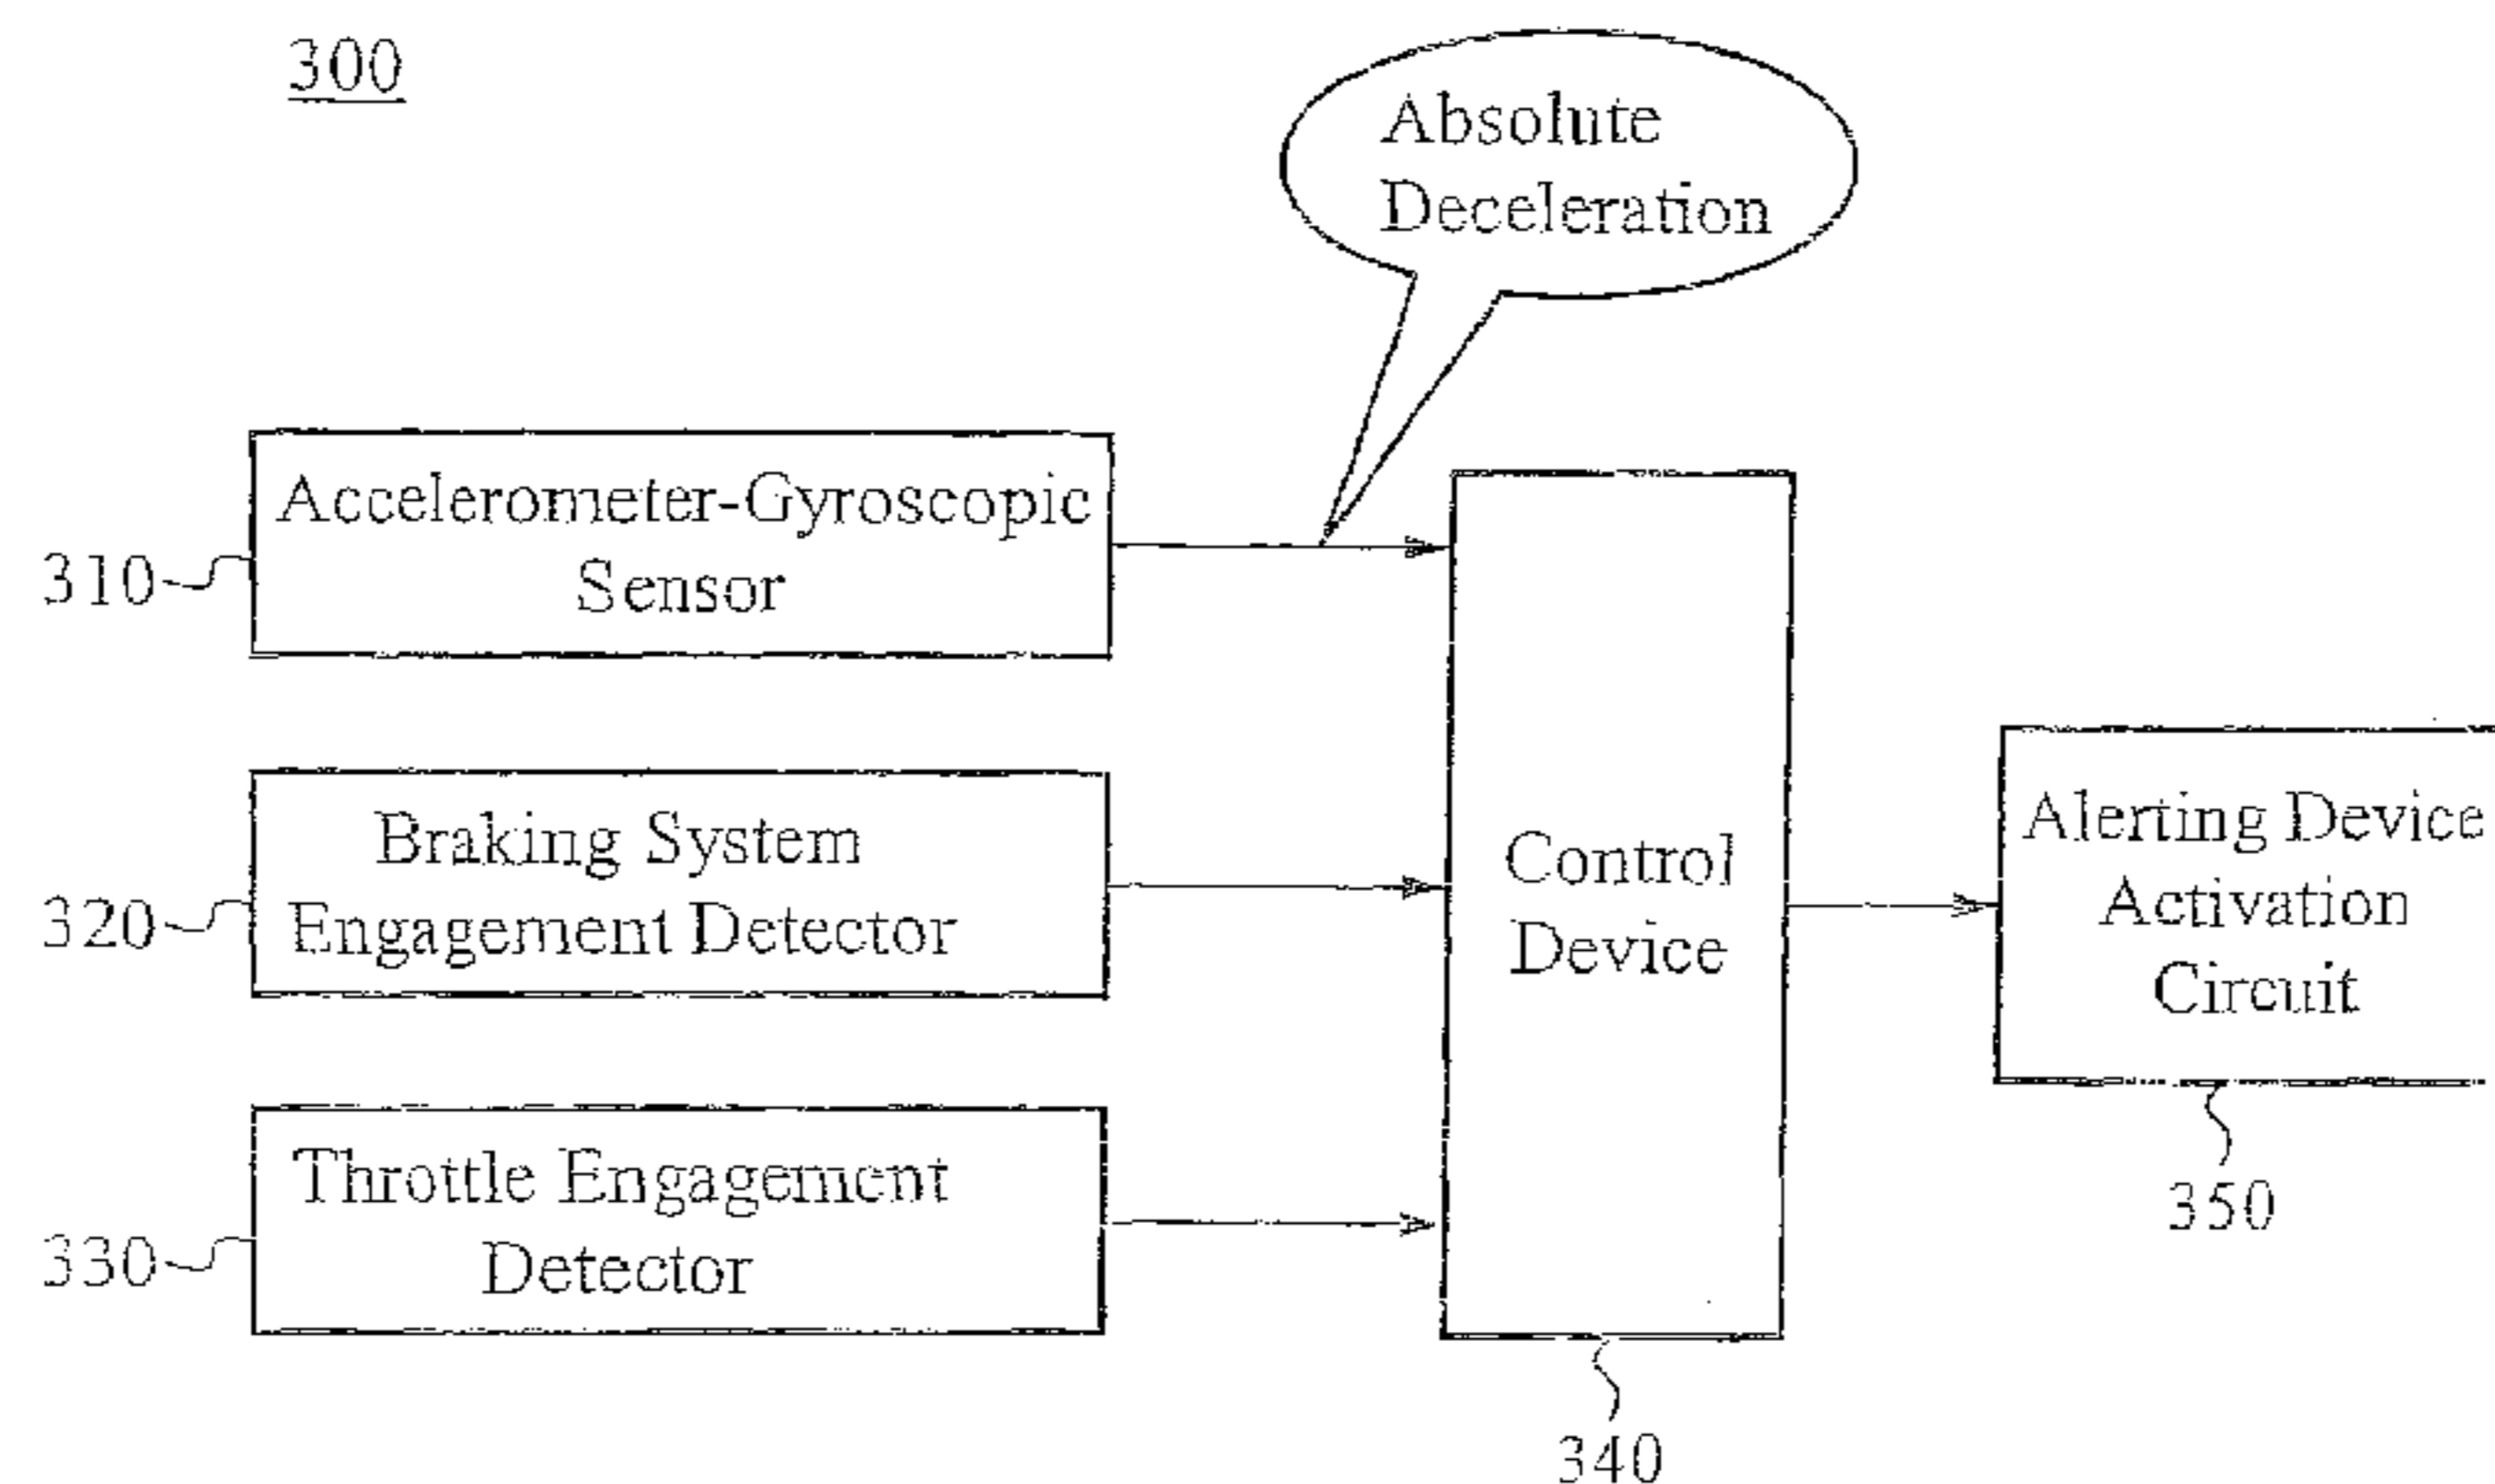 300
Absolute
Deceleration
Accelerometer-Gyroscopic
Sensor
310
Braking System
Engagement Detector
320
Throttle Engagement
Detector
330
Control
Device
340
Alerting Device
Activation
Circuit
350